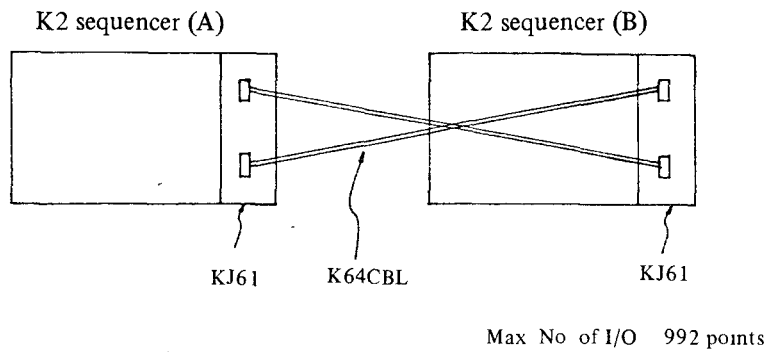 K2 sequencer (A)
K2 sequencer (B)
KJ61
K64CBL
KJ61
Max No of I/O 992 points